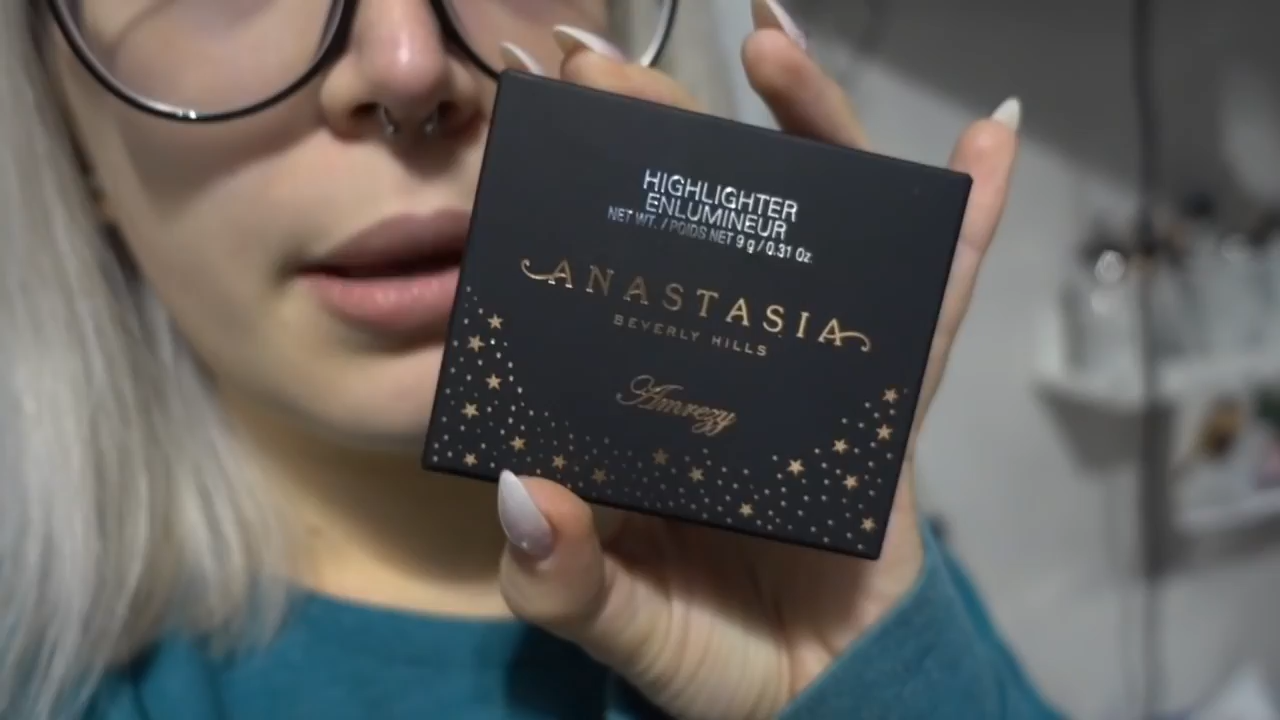 HIGHLIGHTER
ENLUMINEUR
NET WT. / POIDS NET 9 g / 0.31 Oz
ANASTASIA
BEVERLY HILLS
Amrezy